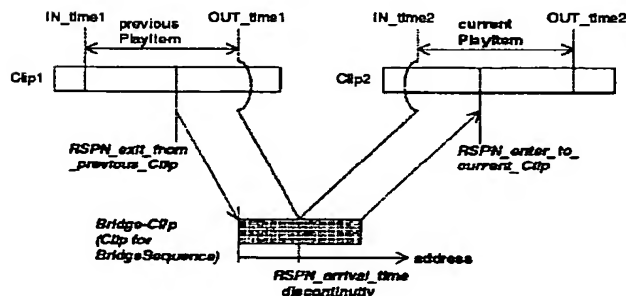 IN_time1 previous PlayItem OUT_time1
IN_time2 current PlayItem OUT_time2
Clip1
Clip2
RSPN_exit_from
_previous_Clip
RSPN_enter_to_
current_Clip
Bridge-Clip
(Clip for
BridgeSequence)
address
RSPN_arrival_time
discontinuity